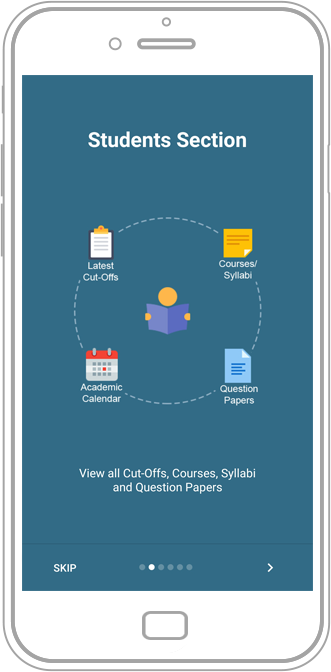 Students Section
Latest
Cut-Offs
Courses/
Syllabi
Academic
Calendar
Question
Papers
View all Cut-Offs, Courses, Syllabi
and Question Papers
SKIP